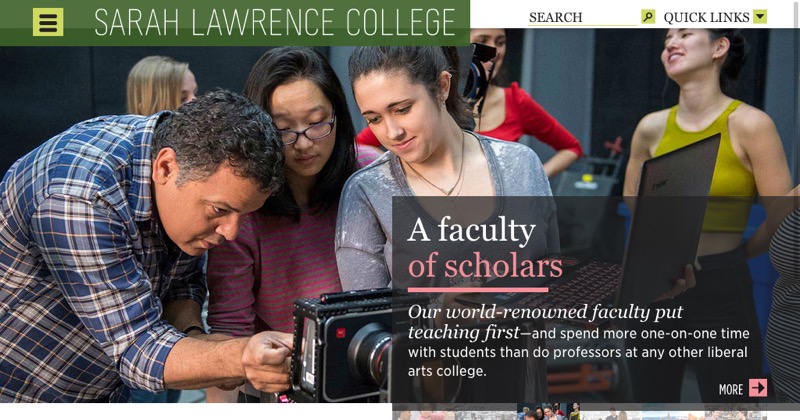 SARAH LAWRENCE COLLEGE
SEARCH
QUICK LINKS
A faculty
of scholars
Our world-renowned faculty put
teaching first—and spend more one-on-one time
with students than do professors at any other liberal
arts college.
MORE